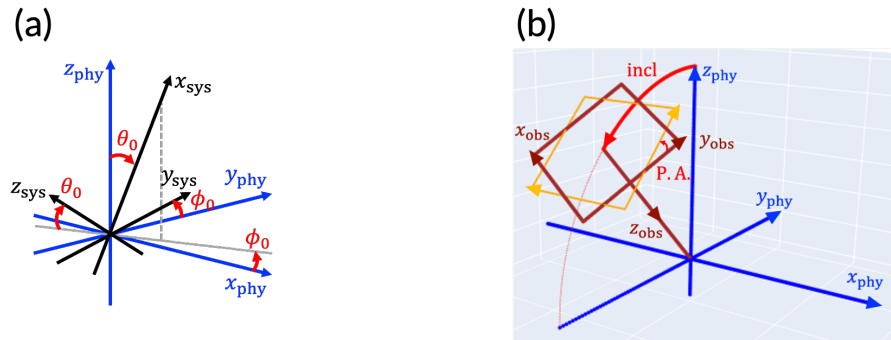 (a)
z_phy
x_sys
θ_0
z_sys
θ_0
y_sys
ϕ_0
y_phy
ϕ_0
x_phy
(b)
incl
z_phy
x_obs
y_obs
P. A.
y_phy
z_obs
x_phy